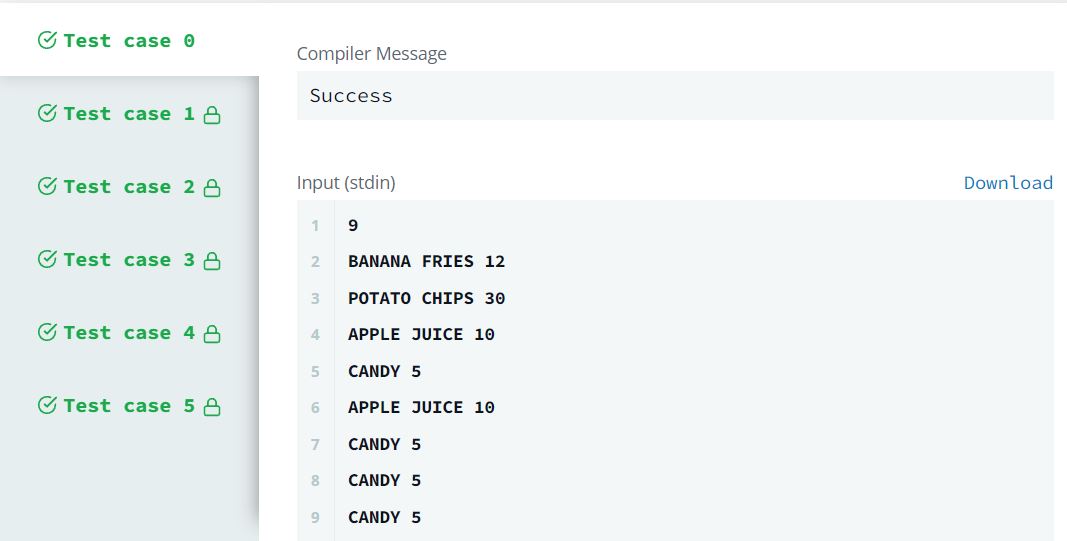 Test case 0
Test case 1
Test case 2
Test case 3
Test case 4
Test case 5
Compiler Message
Success
Input (stdin)
Download
1 9
2 BANANA FRIES 12
3 POTATO CHIPS 30
4 APPLE JUICE 10
5 CANDY 5
6 APPLE JUICE 10
7 CANDY 5
8 CANDY 5
9 CANDY 5